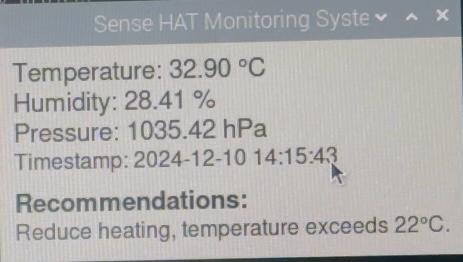 Sense HAT Monitoring Syste
Temperature: 32.90 °C
Humidity: 28.41 %
Pressure: 1035.42 hPa
Timestamp: 2024-12-10 14:15:43
Recommendations:
Reduce heating, temperature exceeds 22°C.